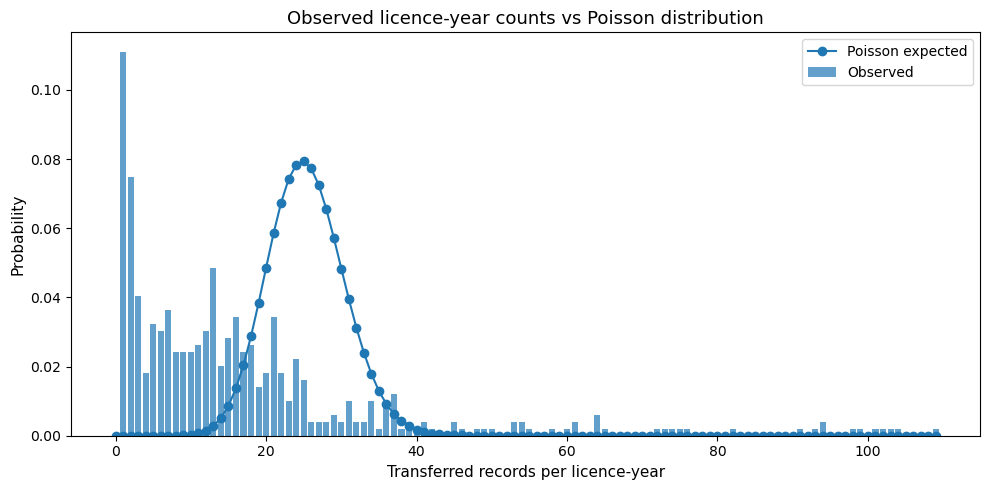 Observed licence-year counts vs Poisson distribution
Poisson expected
Observed
Probability
0.10
0.08
0.06
0.04
0.02
0.00
0 20 40 60 80 100
Transferred records per licence-year